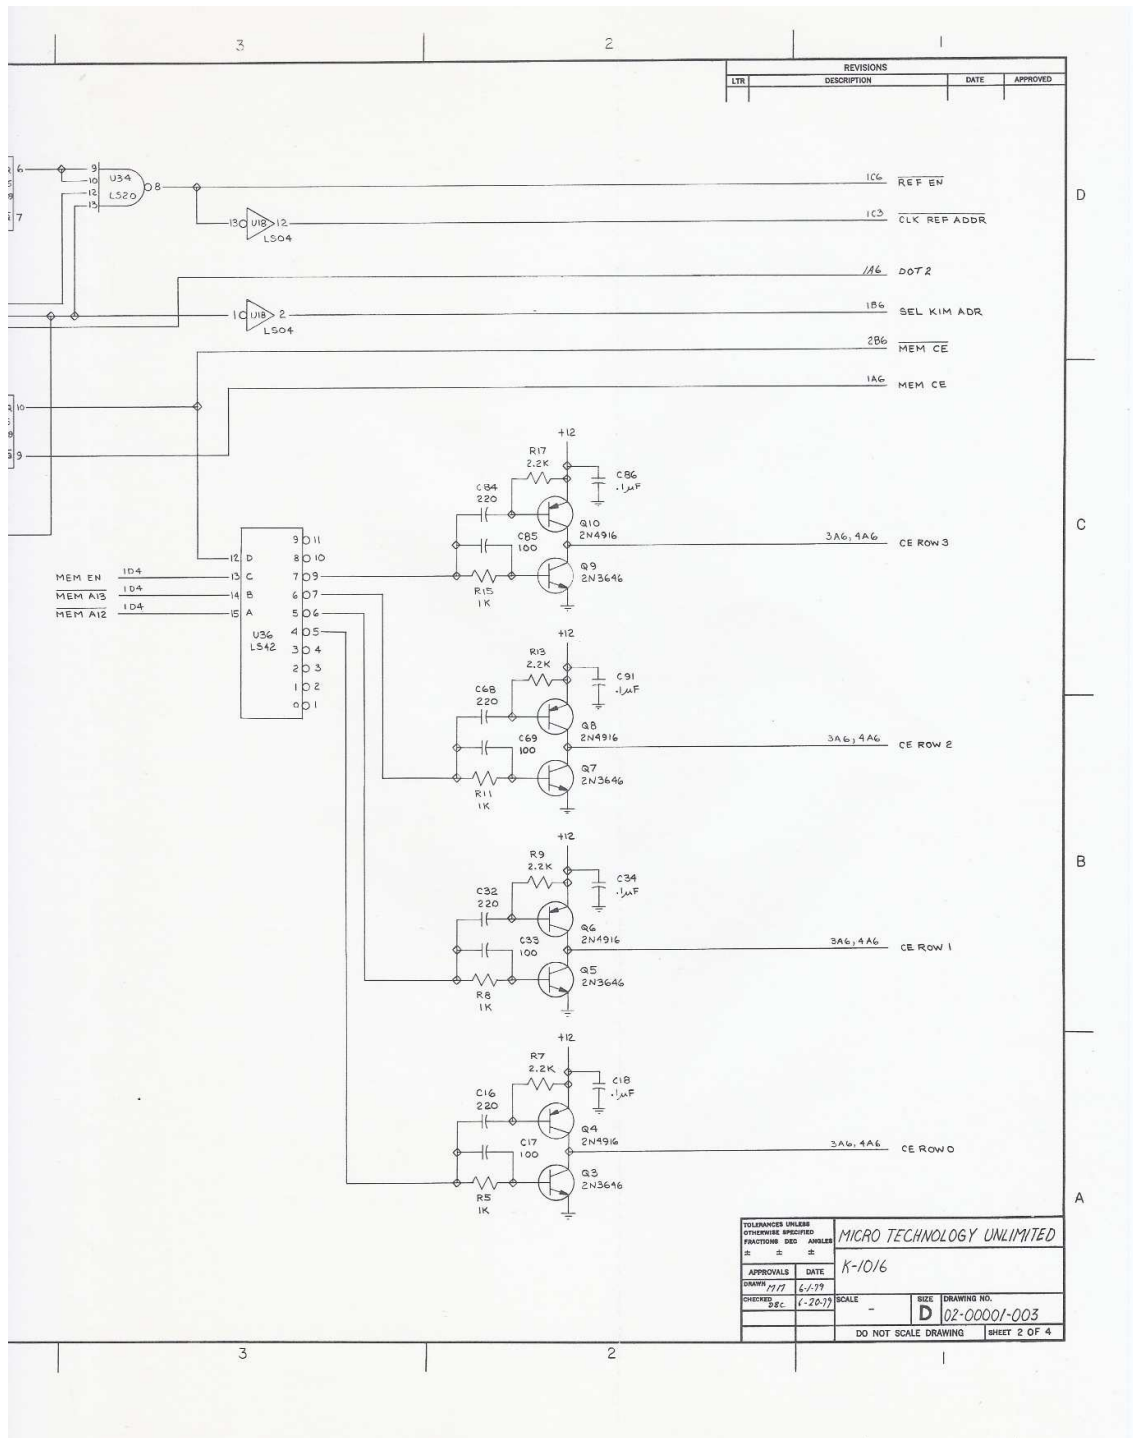 3 2 1
REVISIONS
LTR DESCRIPTION DATE APPROVED
6
9
10
12
13
U34
LS20
8
7
1C6 REF EN
13 U18 12
LS04
1C3 CLK REF ADDR
1A6 DOT 2
1 U18 2
LS04
1B6 SEL KIM ADR
2B6 MEM CE
1A6 MEM CE
10
9
D
C
B
A
MEM EN 1D4
MEM A13 1D4
MEM A12 1D4
12 D
13 C
14 B
15 A
U36
LS42
9 11
8 10
7 9
6 7
5 6
4 5
3 4
2 3
1 2
0 1
+12
R17
2.2K
C86
.1µF
C84
220
Q10
2N4916
C85
100
3A6, 4A6 CE ROW 3
Q9
2N3646
R15
1K
+12
R13
2.2K
C91
.1µF
C68
220
Q8
2N4916
C69
100
3A6, 4A6 CE ROW 2
Q7
2N3646
R11
1K
+12
R9
2.2K
C34
.1µF
C32
220
Q6
2N4916
C33
100
3A6, 4A6 CE ROW 1
Q5
2N3646
R8
1K
+12
R7
2.2K
C18
.1µF
C16
220
Q4
2N4916
C17
100
3A6, 4A6 CE ROW 0
Q3
2N3646
R5
1K
TOLERANCES UNLESS
OTHERWISE SPECIFIED
FRACTIONS DEC ANGLES
± ± ±
APPROVALS DATE
DRAWN MM 6-1-79
CHECKED DBC 6-20-79
MICRO TECHNOLOGY UNLIMITED
K-1016
SCALE -
SIZE D
DRAWING NO. 02-00001-003
DO NOT SCALE DRAWING SHEET 2 OF 4
3 2 1